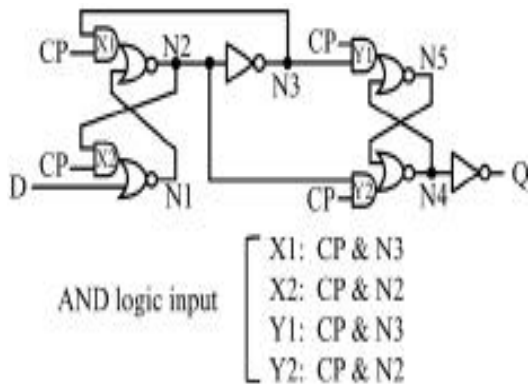 CP X1
N2
N3
CP Y1
N5
CP X2
D
N1
CP Y2
N4
Q
AND logic input
X1: CP & N3
X2: CP & N2
Y1: CP & N3
Y2: CP & N2